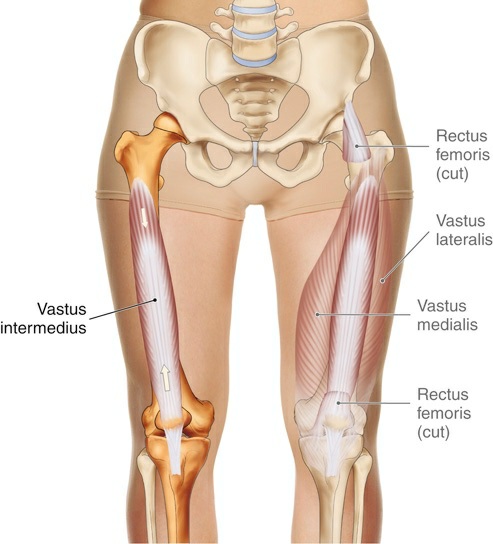 Rectus
femoris
(cut)
Vastus
lateralis
Vastus
intermedius
Vastus
medialis
Rectus
femoris
(cut)